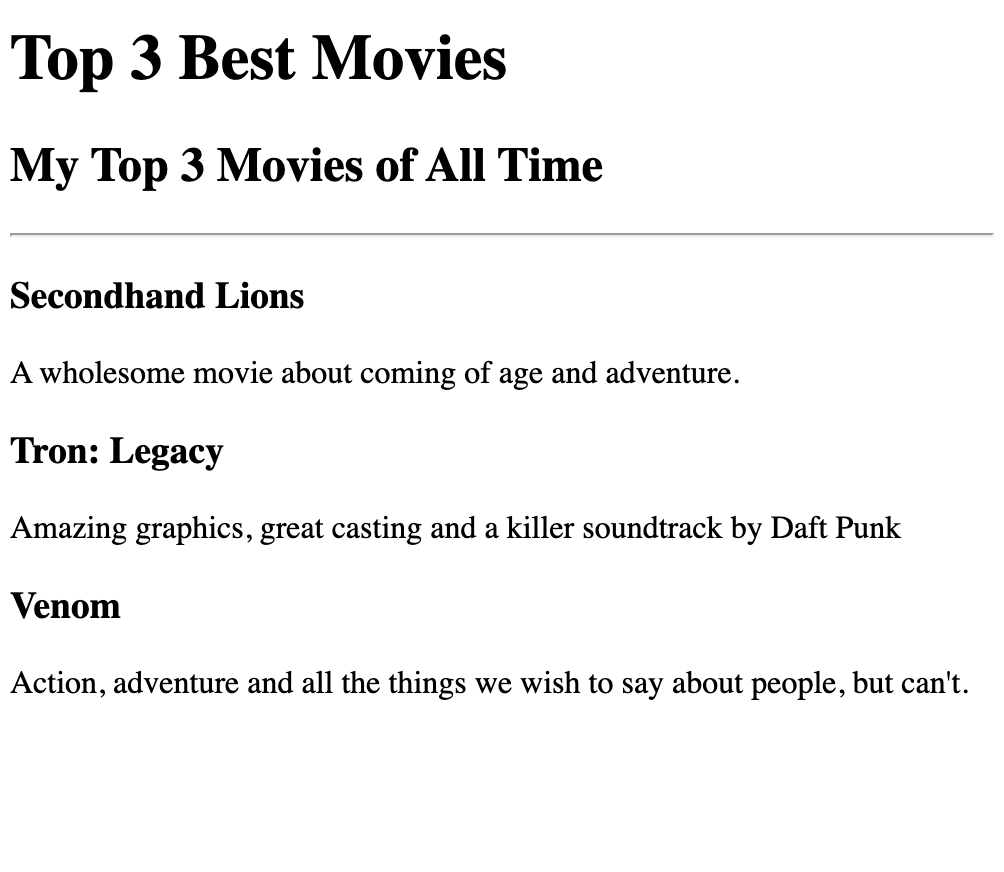 Top 3 Best Movies
My Top 3 Movies of All Time
Secondhand Lions
A wholesome movie about coming of age and adventure.
Tron: Legacy
Amazing graphics, great casting and a killer soundtrack by Daft Punk
Venom
Action, adventure and all the things we wish to say about people, but can't.